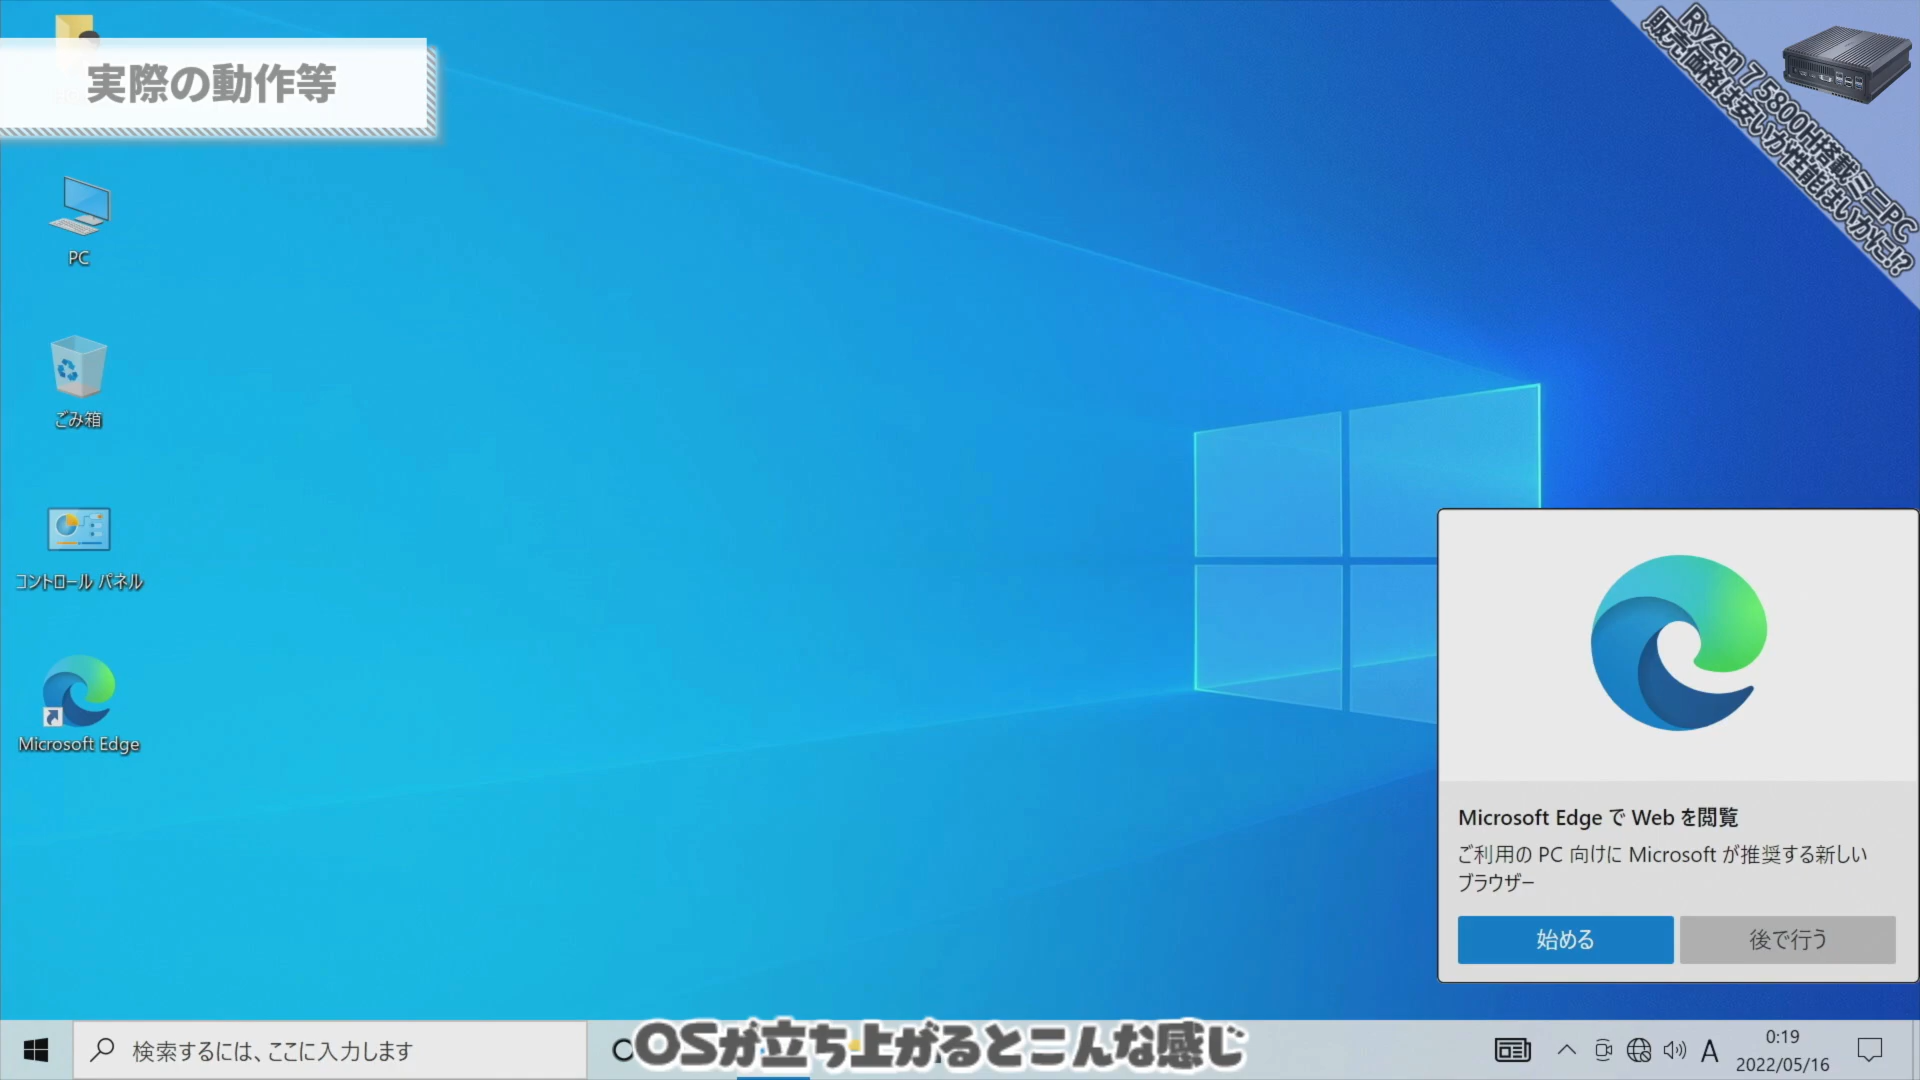 実際の動作等
Ryzen 7 5800H搭載ミニPC
販売価格は安いが性能はいかに!?
PC
ごみ箱
コントロール パネル
Microsoft Edge
Microsoft Edge で Web を閲覧
ご利用の PC 向けに Microsoft が推奨する新しい
ブラウザー
始める
後で行う
検索するには、ここに入力します
OSが立ち上がるとこんな感じ
A
0:19
2022/05/16